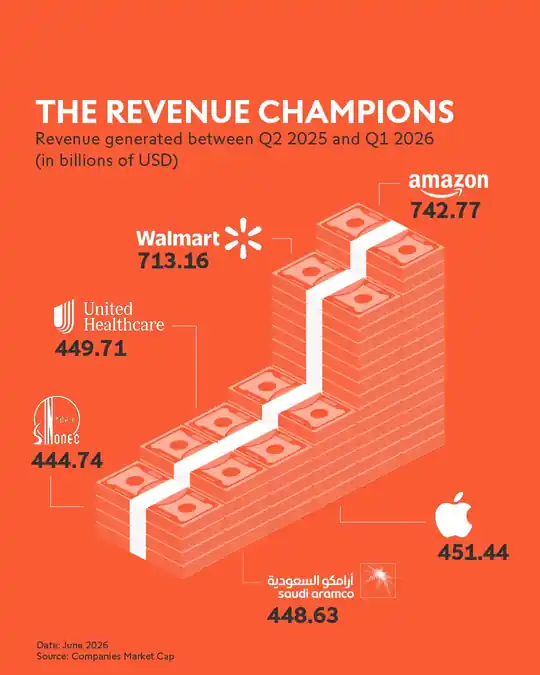 THE REVENUE CHAMPIONS
Revenue generated between Q2 2025 and Q1 2026
(in billions of USD)
amazon
742.77
Walmart
713.16
United
Healthcare
449.71
SINOPEC
444.74
451.44
أرامكو السعودية
saudi aramco
448.63
Date: June 2026
Source: Companies Market Cap